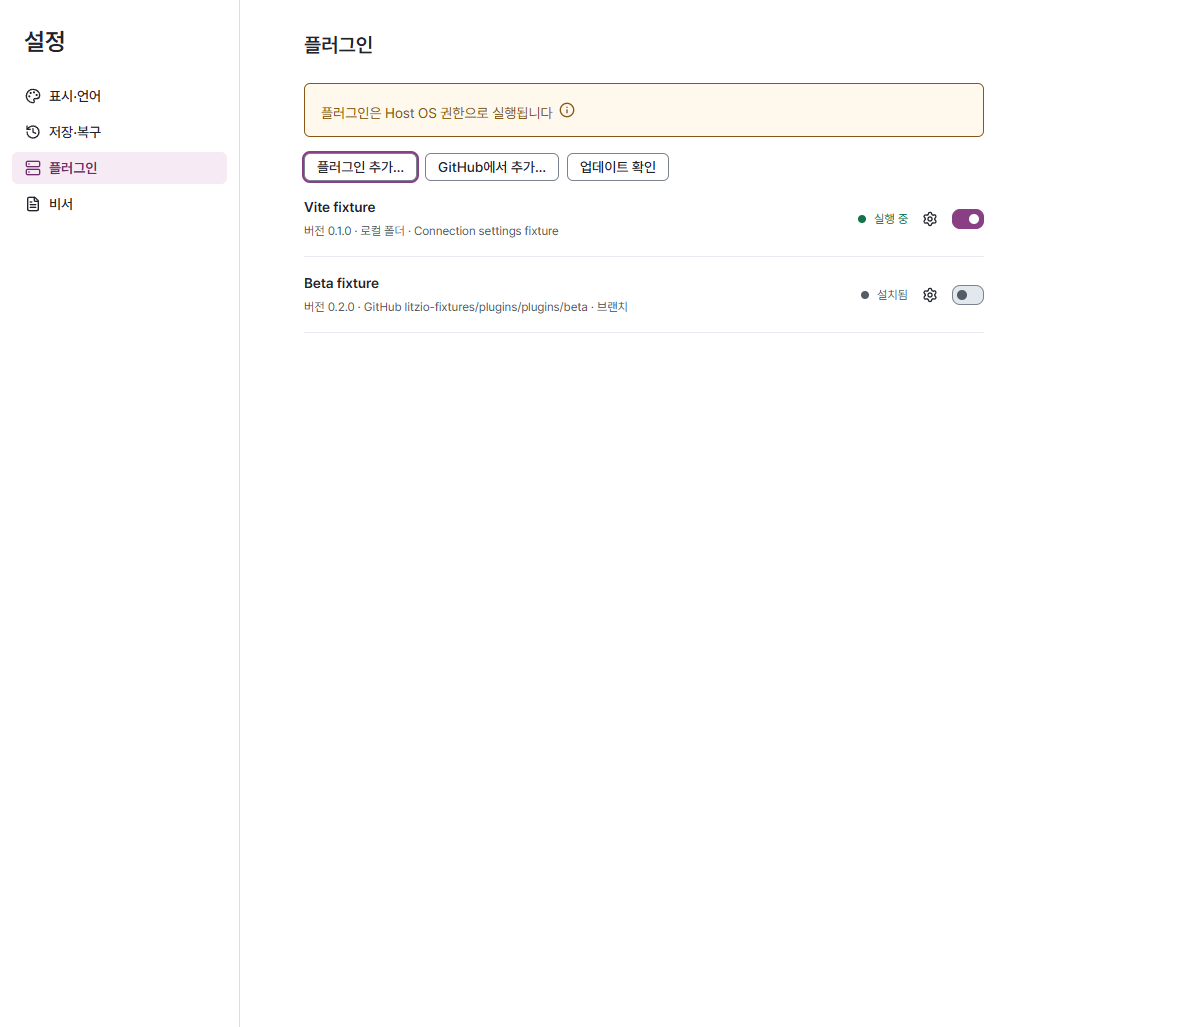 설정
표시·언어
저장·복구
플러그인
비서
플러그인
플러그인은 Host OS 권한으로 실행됩니다
플러그인 추가... GitHub에서 추가... 업데이트 확인
Vite fixture
버전 0.1.0 · 로컬 폴더 · Connection settings fixture
실행 중
Beta fixture
버전 0.2.0 · GitHub litzio-fixtures/plugins/plugins/beta · 브랜치
설치됨